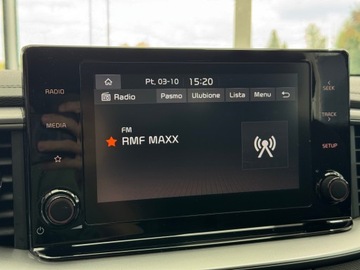 Pt, 03-10 15:20
RADIO
Radio Pasmo Ulubione Lista Menu
SEEK
MEDIA
TRACK
FM
RMF MAXX
SETUP